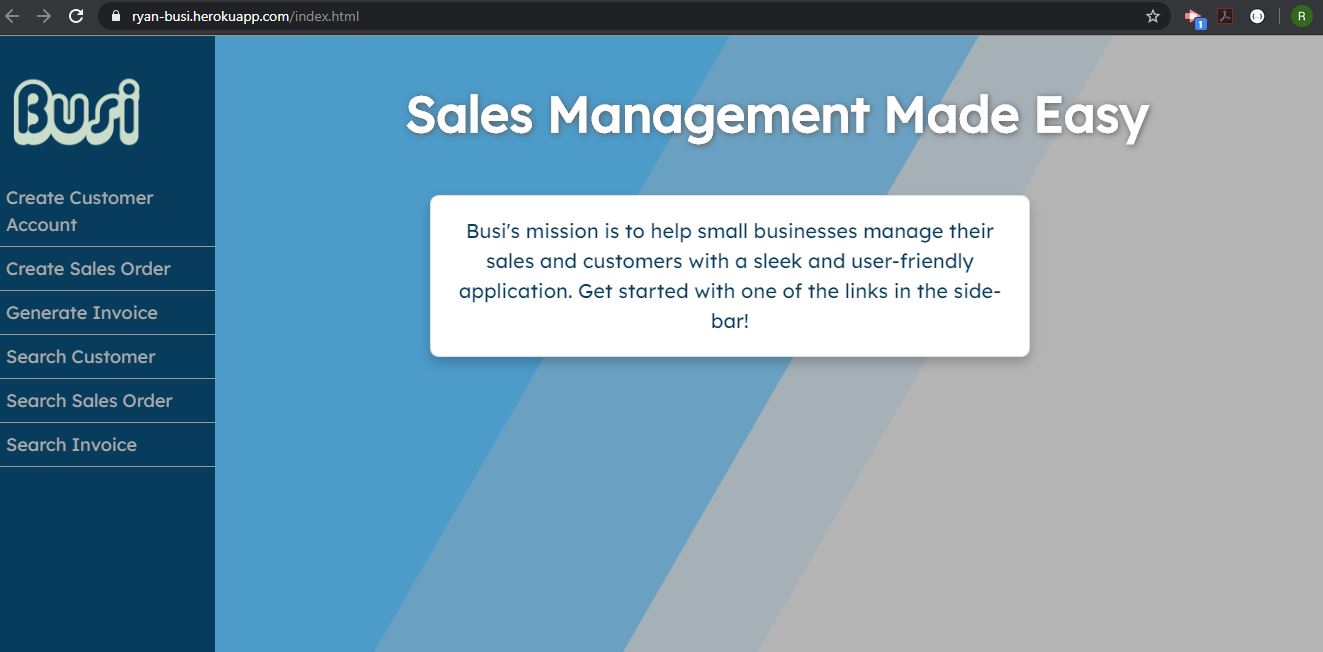 ryan-busi.herokuapp.com/index.html
1
R
Busi
Create Customer
Account
Create Sales Order
Generate Invoice
Search Customer
Search Sales Order
Search Invoice
Sales Management Made Easy
Busi's mission is to help small businesses manage their
sales and customers with a sleek and user-friendly
application. Get started with one of the links in the side-
bar!